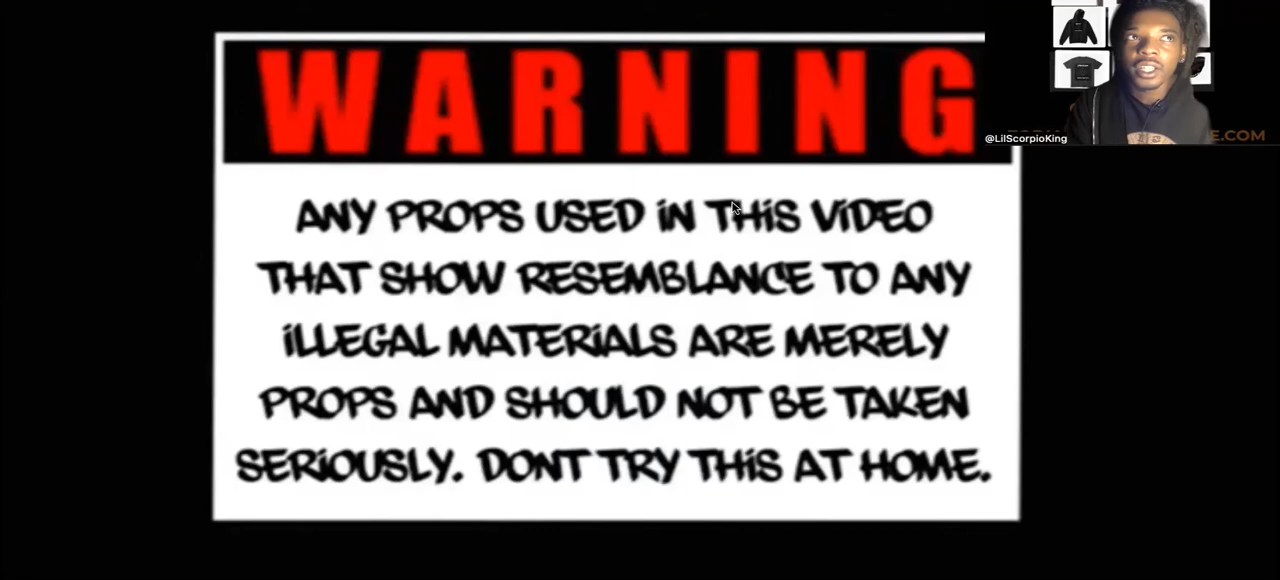 WARNING
ANY PROPS USED iN THiS ViDEO
THAT SHOW RESEMBLANCE TO ANY
iLLEGAL MATERiALS ARE MERELY
PROPS AND SHOULD NOT BE TAKEN
SERiOUSLY. DONT TRY THiS AT HOME.
@LilScorpioKing
E.COM